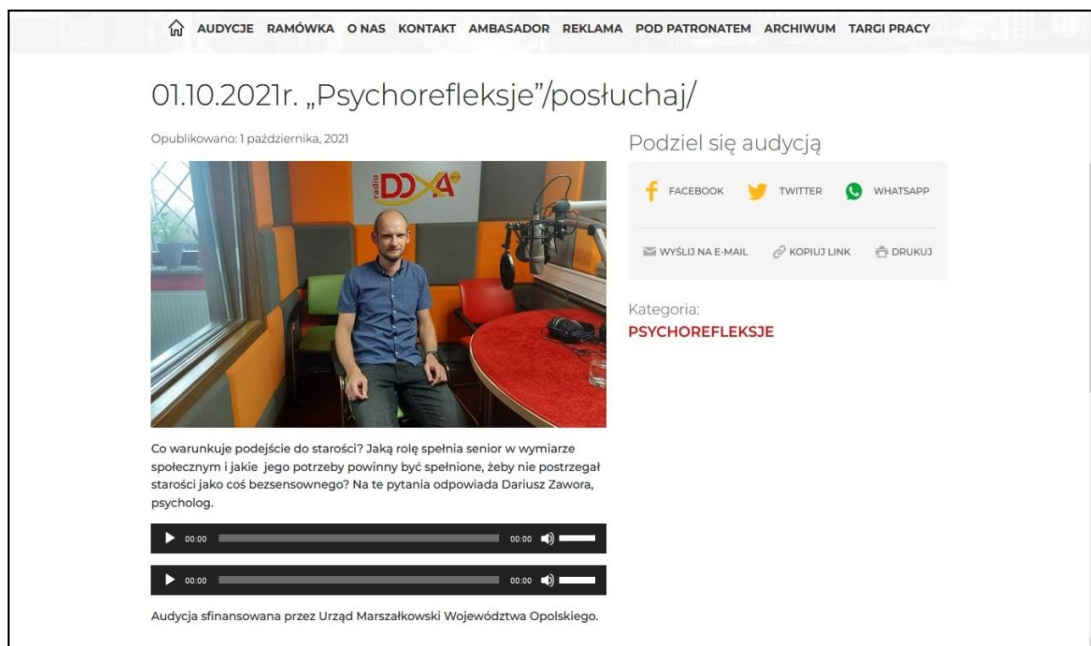 AUDYCJE RAMÓWKA O NAS KONTAKT AMBASADOR REKLAMA POD PATRONATEM ARCHIWUM TARGI PRACY
01.10.2021r. „Psychorefleksje”/posłuchaj/
Opublikowano: 1 października, 2021
radio DOXA
Co warunkuje podejście do starości? Jaką rolę spełnia senior w wymiarze
społecznym i jakie jego potrzeby powinny być spełnione, żeby nie postrzegał
starości jako coś bezsensownego? Na te pytania odpowiada Dariusz Zawora,
psycholog.
00:00 00:00
00:00 00:00
Audycja sfinansowana przez Urząd Marszałkowski Województwa Opolskiego.
Podziel się audycją
FACEBOOK TWITTER WHATSAPP
WYŚLIJ NA E-MAIL KOPIUJ LINK DRUKUJ
Kategoria:
PSYCHOREFLEKSJE